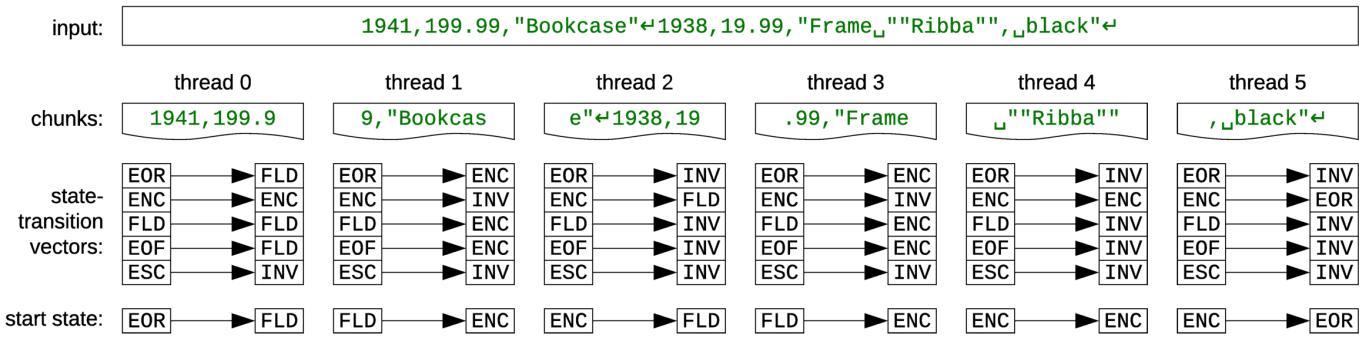 input: 1941,199.99,"Bookcase"↵1938,19.99,"Frame␣""Ribba"",␣black"↵
thread 0 thread 1 thread 2 thread 3 thread 4 thread 5
chunks: 1941,199.9 9,"Bookcas e"↵1938,19 .99,"Frame ␣""Ribba"" ,␣black"↵
state-transition vectors:
EOR FLD EOR ENC EOR INV EOR ENC EOR INV EOR INV
ENC ENC ENC INV ENC FLD ENC INV ENC ENC ENC EOR
FLD FLD FLD ENC FLD INV FLD ENC FLD INV FLD INV
EOF FLD EOF ENC EOF INV EOF ENC EOF INV EOF INV
ESC INV ESC INV ESC INV ESC INV ESC INV ESC INV
start state: EOR FLD FLD ENC ENC FLD FLD ENC ENC ENC ENC EOR